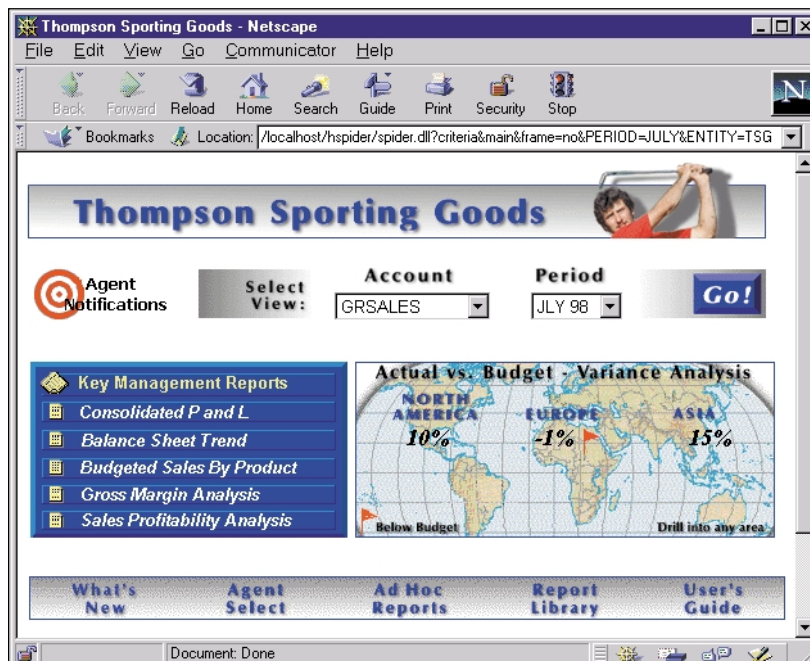 Thompson Sporting Goods - Netscape
File Edit View Go Communicator Help
Back Forward Reload Home Search Guide Print Security Stop
N
Bookmarks Location: /localhost/hspider/spider.dll?criteria&main&frame=no&PERIOD=JULY&ENTITY=TSG
Thompson Sporting Goods
Agent
Notifications
Select
View:
Account
GRSALES
Period
JLY 98
Go!
Key Management Reports
Consolidated P and L
Balance Sheet Trend
Budgeted Sales By Product
Gross Margin Analysis
Sales Profitability Analysis
Actual vs. Budget - Variance Analysis
NORTH
AMERICA
10%
EUROPE
-1%
ASIA
15%
Below Budget
Drill into any area
What's
New
Agent
Select
Ad Hoc
Reports
Report
Library
User's
Guide
Document: Done